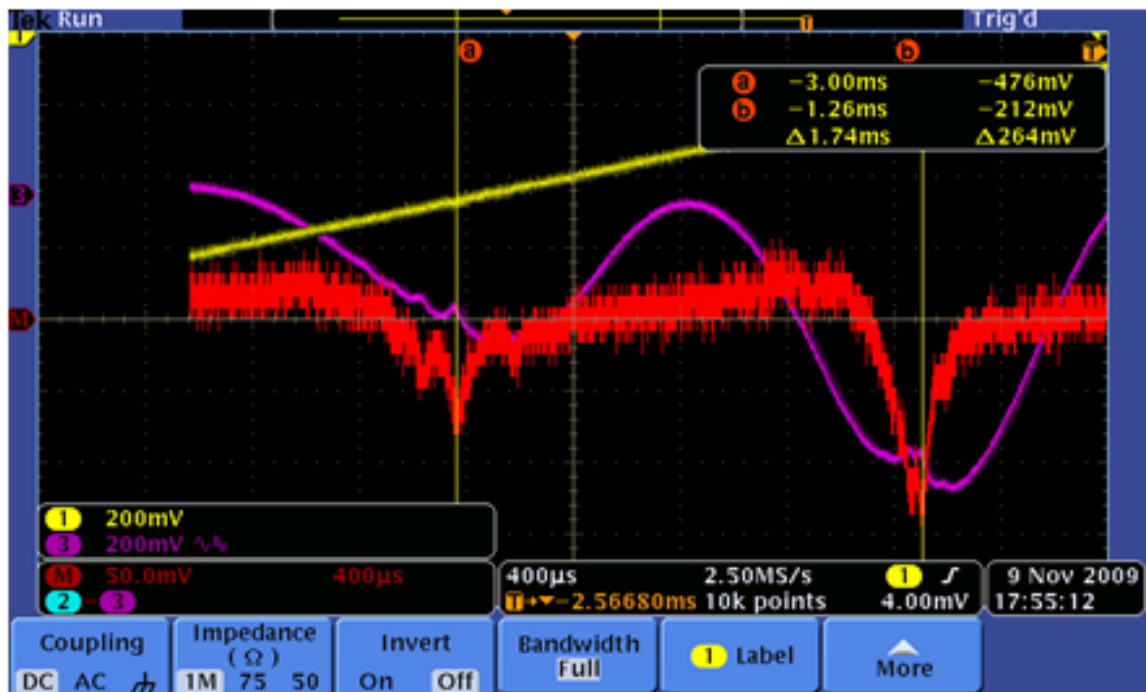 Tek Run Trig'd
1 T
a b
a −3.00ms −476mV
b −1.26ms −212mV
Δ1.74ms Δ264mV
3
M
1 200mV
3 200mV
M 50.0mV 400µs
2 - 3
400µs 2.50MS/s 1
T→▼−2.56680ms 10k points 4.00mV
9 Nov 2009
17:55:12
Coupling
DC AC
Impedance
(Ω)
1M 75 50
Invert
On Off
Bandwidth
Full
1 Label
More